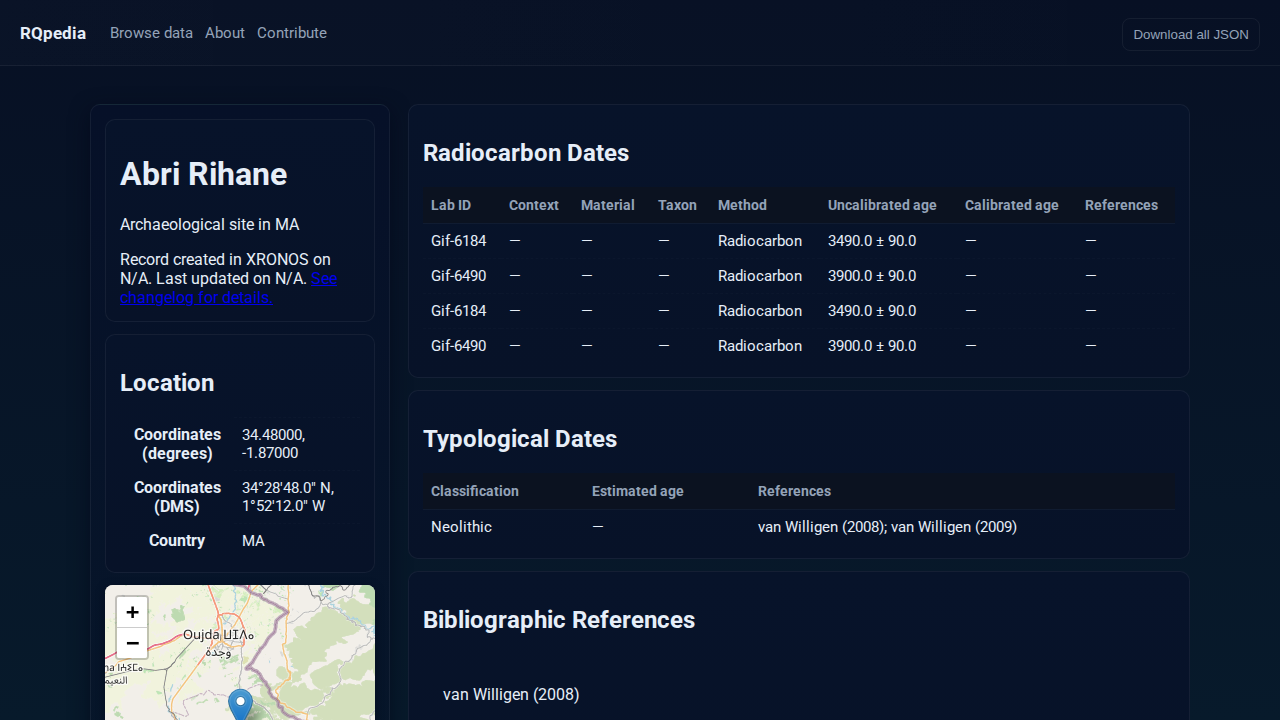 RQpedia Browse data About Contribute Download all JSON
Abri Rihane
Archaeological site in MA
Record created in XRONOS on
N/A. Last updated on N/A. See
changelog for details.
Location
Coordinates (degrees) 34.48000, -1.87000
Coordinates (DMS) 34°28'48.0" N, 1°52'12.0" W
Country MA
+
−
Oujda ⵡⵊⴷⴰ
وجدة
النعيم
Radiocarbon Dates
Lab ID Context Material Taxon Method Uncalibrated age Calibrated age References
Gif-6184 — — — Radiocarbon 3490.0 ± 90.0 — —
Gif-6490 — — — Radiocarbon 3900.0 ± 90.0 — —
Gif-6184 — — — Radiocarbon 3490.0 ± 90.0 — —
Gif-6490 — — — Radiocarbon 3900.0 ± 90.0 — —
Typological Dates
Classification Estimated age References
Neolithic — van Willigen (2008); van Willigen (2009)
Bibliographic References
van Willigen (2008)